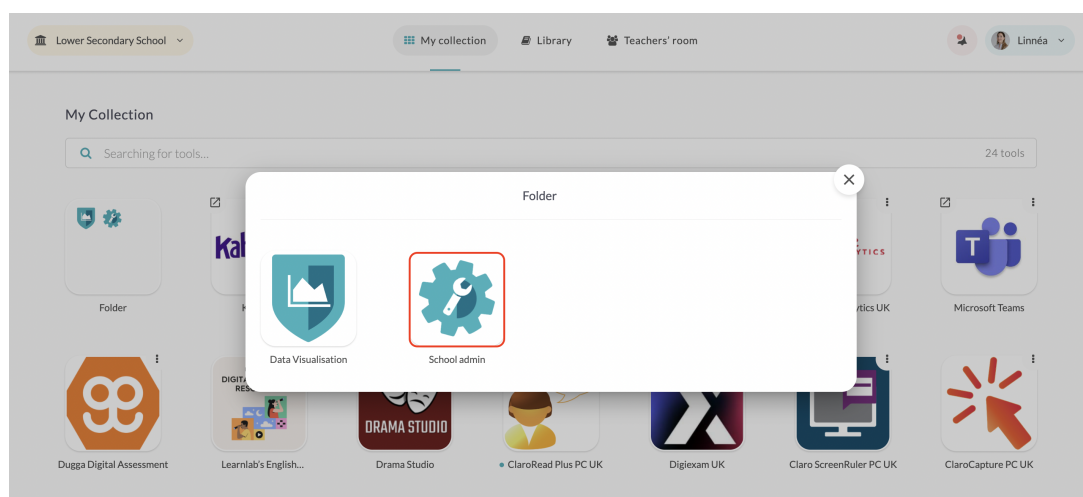 Lower Secondary School
My collection
Library
Teachers' room
Linnéa
My Collection
Searching for tools...
24 tools
Folder
Folder
Microsoft Teams
Data Visualisation
School admin
T
DRAMA STUDIO
Dugga Digital Assessment
Learnlab's English...
Drama Studio
ClaroRead Plus PC UK
Digiexam UK
Claro ScreenRuler PC UK
ClaroCapture PC UK